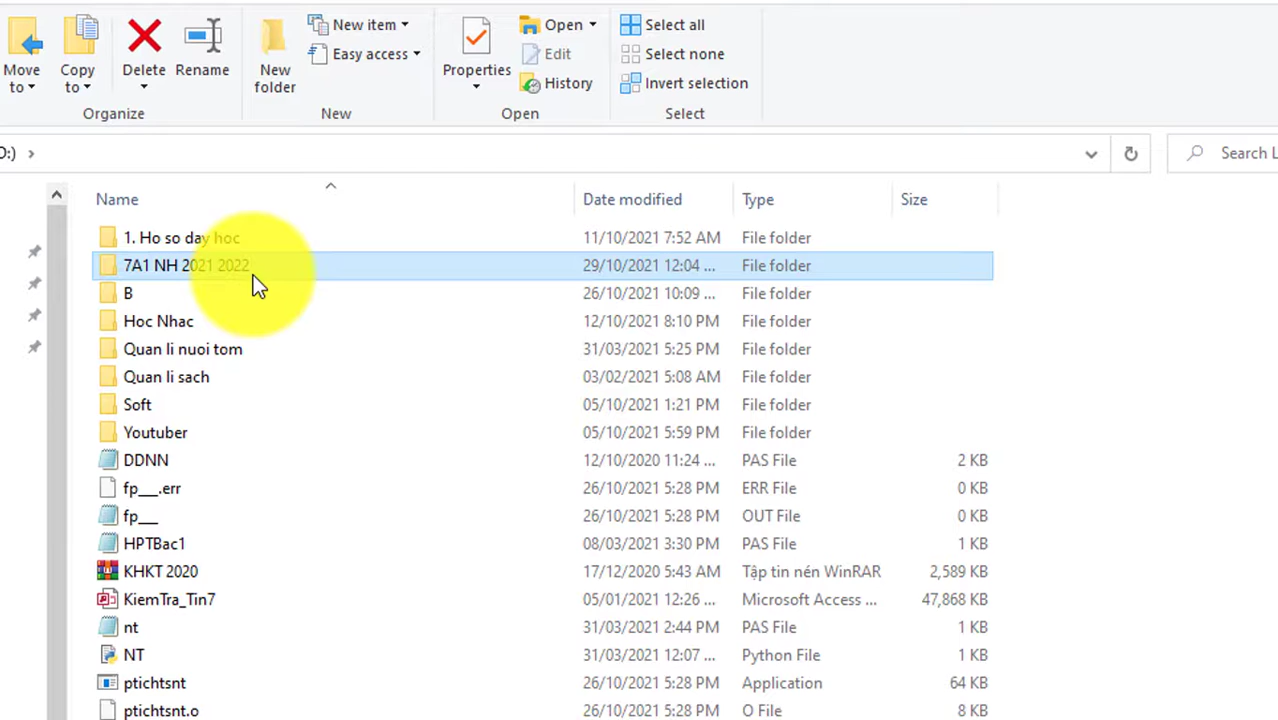 Move to
Copy to
Delete
Rename
New folder
New item
Easy access
Properties
Open
Edit
History
Select all
Select none
Invert selection
Organize
New
Open
Select
Search
Name Date modified Type Size
1. Ho so day hoc 11/10/2021 7:52 AM File folder
7A1 NH 2021 2022 29/10/2021 12:04 ... File folder
B 26/10/2021 10:09 ... File folder
Hoc Nhac 12/10/2021 8:10 PM File folder
Quan li nuoi tom 31/03/2021 5:25 PM File folder
Quan li sach 03/02/2021 5:08 AM File folder
Soft 05/10/2021 1:21 PM File folder
Youtuber 05/10/2021 5:59 PM File folder
DDNN 12/10/2020 11:24 ... PAS File 2 KB
fp___.err 26/10/2021 5:28 PM ERR File 0 KB
fp___ 26/10/2021 5:28 PM OUT File 0 KB
HPTBac1 08/03/2021 3:30 PM PAS File 1 KB
KHKT 2020 17/12/2020 5:43 AM Tập tin nén WinRAR 2,589 KB
KiemTra_Tin7 05/01/2021 12:26 ... Microsoft Access ... 47,868 KB
nt 31/03/2021 2:44 PM PAS File 1 KB
NT 31/03/2021 12:07 ... Python File 1 KB
ptichtsnt 26/10/2021 5:28 PM Application 64 KB
ptichtsnt.o 26/10/2021 5:28 PM O File 8 KB